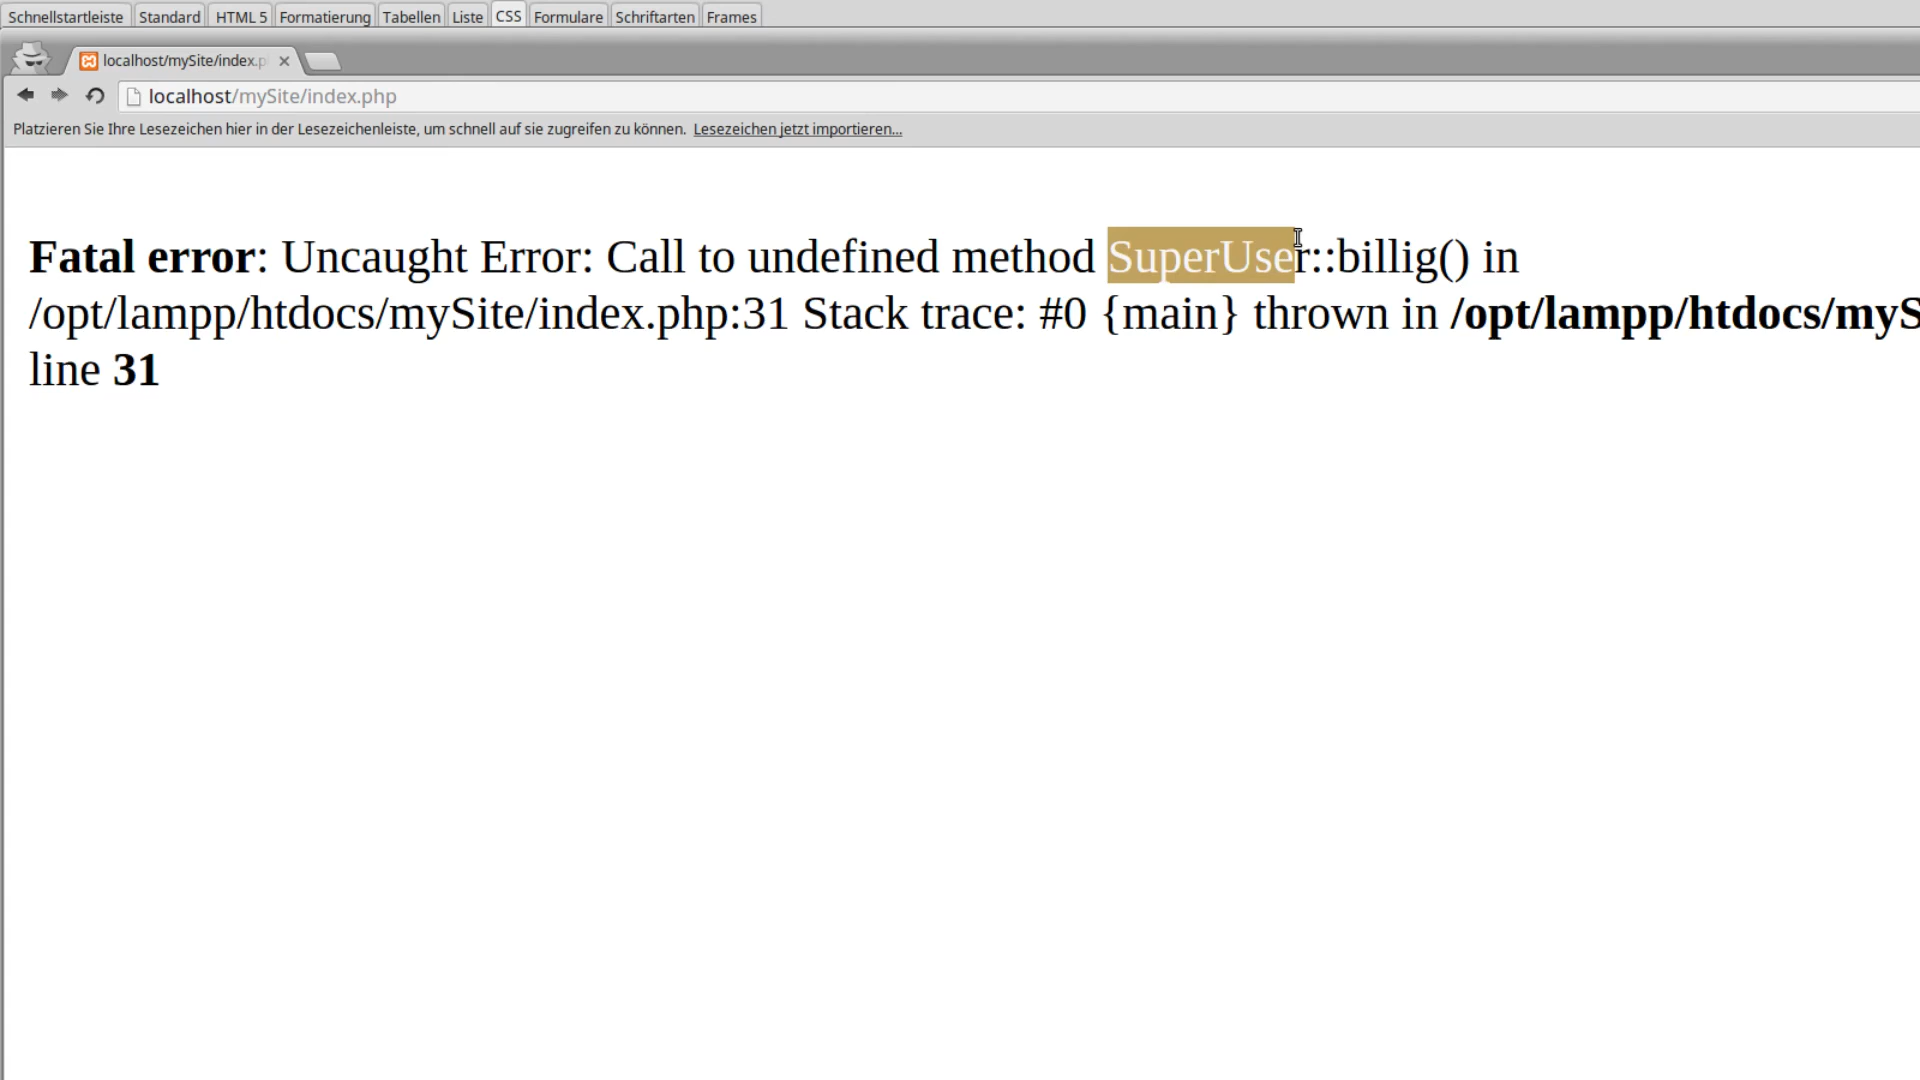 Schnellstartleiste Standard HTML 5 Formatierung Tabellen Liste CSS Formulare Schriftarten Frames
localhost/mySite/index.p
localhost/mySite/index.php
Platzieren Sie Ihre Lesezeichen hier in der Lesezeichenleiste, um schnell auf sie zugreifen zu können. Lesezeichen jetzt importieren...
Fatal error: Uncaught Error: Call to undefined method SuperUser::billig() in
/opt/lampp/htdocs/mySite/index.php:31 Stack trace: #0 {main} thrown in /opt/lampp/htdocs/myS
line 31